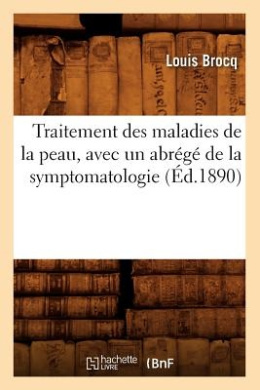 Louis Brocq
Traitement des maladies de la peau, avec un abrégé de la symptomatologie (Éd.1890)
hachette
LIVRE
{BnF